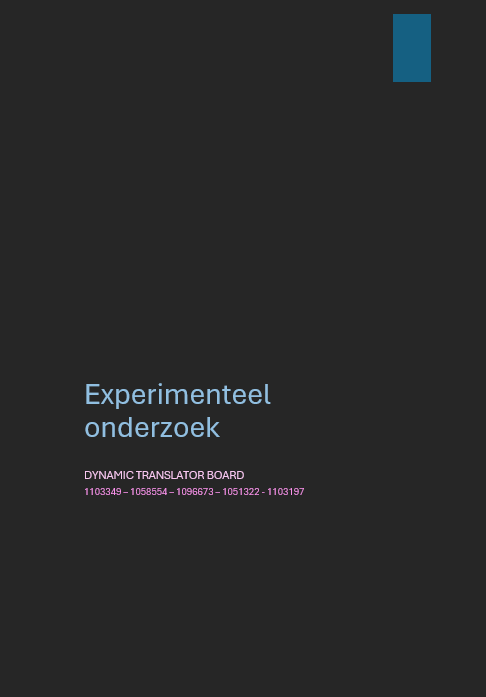 Experimenteel
onderzoek
DYNAMIC TRANSLATOR BOARD
1103349 – 1058554 – 1096673 – 1051322 - 1103197